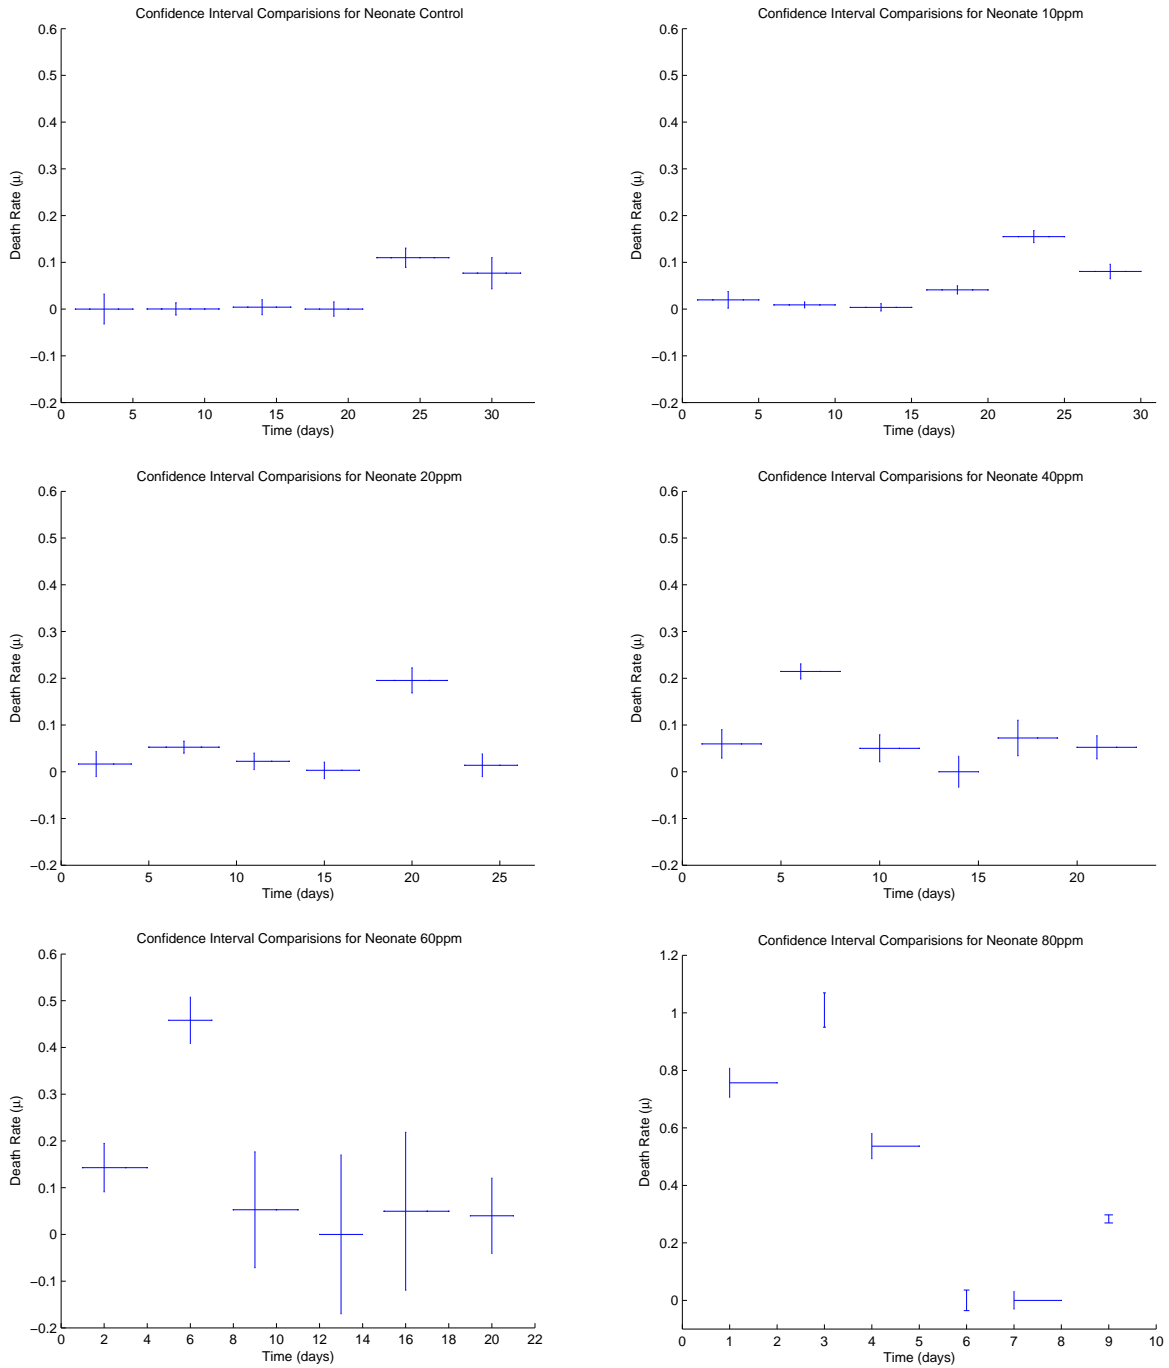 Confidence Interval Comparisions for Neonate Control
0.6
0.5
0.4
0.3
0.2
0.1
0
−0.1
−0.2
Death Rate (μ)
0 5 10 15 20 25 30
Time (days)
Confidence Interval Comparisions for Neonate 10ppm
0.6
0.5
0.4
0.3
0.2
0.1
0
−0.1
−0.2
Death Rate (μ)
0 5 10 15 20 25 30
Time (days)
Confidence Interval Comparisions for Neonate 20ppm
0.6
0.5
0.4
0.3
0.2
0.1
0
−0.1
−0.2
Death Rate (μ)
0 5 10 15 20 25
Time (days)
Confidence Interval Comparisions for Neonate 40ppm
0.6
0.5
0.4
0.3
0.2
0.1
0
−0.1
−0.2
Death Rate (μ)
0 5 10 15 20
Time (days)
Confidence Interval Comparisions for Neonate 60ppm
0.6
0.5
0.4
0.3
0.2
0.1
0
−0.1
−0.2
Death Rate (μ)
0 2 4 6 8 10 12 14 16 18 20 22
Time (days)
Confidence Interval Comparisions for Neonate 80ppm
1.2
1
0.8
0.6
0.4
0.2
0
Death Rate (μ)
0 1 2 3 4 5 6 7 8 9 10
Time (days)